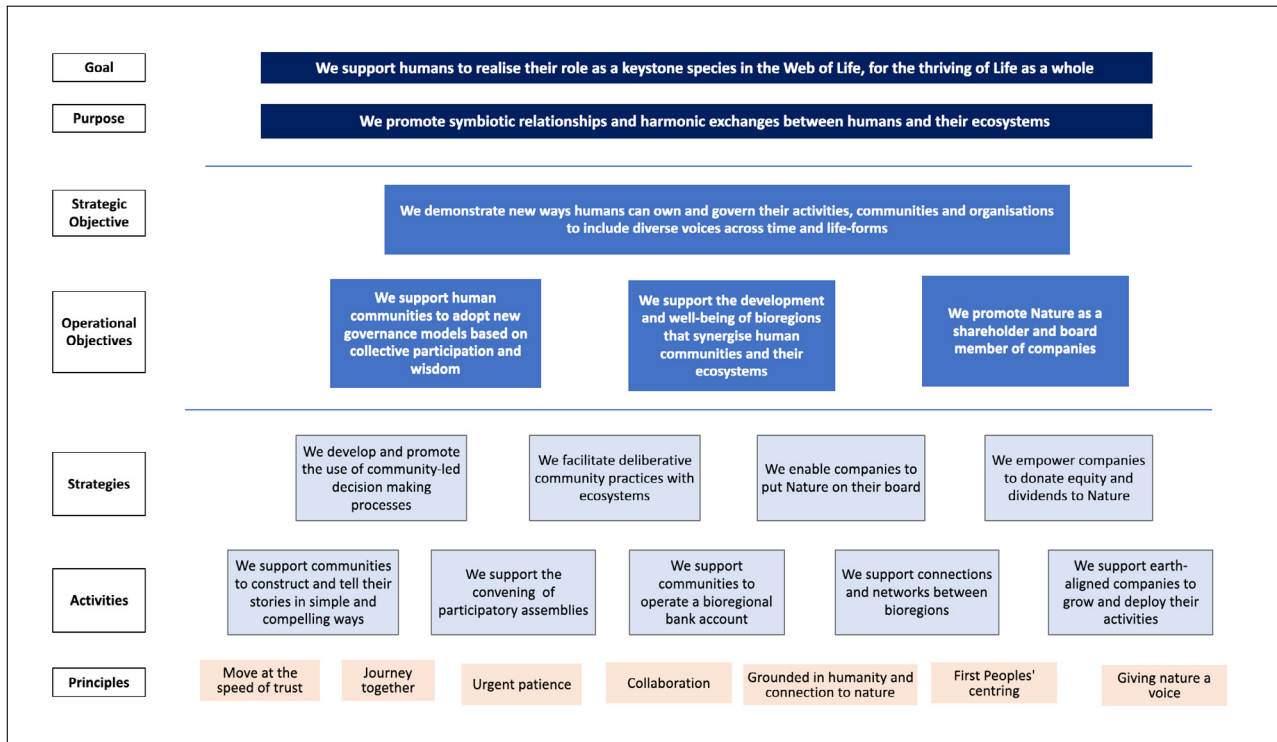 Goal
We support humans to realise their role as a keystone species in the Web of Life, for the thriving of Life as a whole
Purpose
We promote symbiotic relationships and harmonic exchanges between humans and their ecosystems
Strategic
Objective
We demonstrate new ways humans can own and govern their activities, communities and organisations
to include diverse voices across time and life-forms
Operational
Objectives
We support human
communities to adopt new
governance models based on
collective participation and
wisdom
We support the development
and well-being of bioregions
that synergise human
communities and their
ecosystems
We promote Nature as a
shareholder and board
member of companies
Strategies
We develop and promote
the use of community-led
decision making
processes
We facilitate deliberative
community practices with
ecosystems
We enable companies to
put Nature on their board
We empower companies
to donate equity and
dividends to Nature
Activities
We support communities
to construct and tell their
stories in simple and
compelling ways
We support the
convening of
participatory assemblies
We support
communities to
operate a bioregional
bank account
We support connections
and networks between
bioregions
We support earth-
aligned companies to
grow and deploy their
activities
Principles
Move at the
speed of trust
Journey
together
Urgent patience
Collaboration
Grounded in humanity and
connection to nature
First Peoples'
centring
Giving nature a
voice